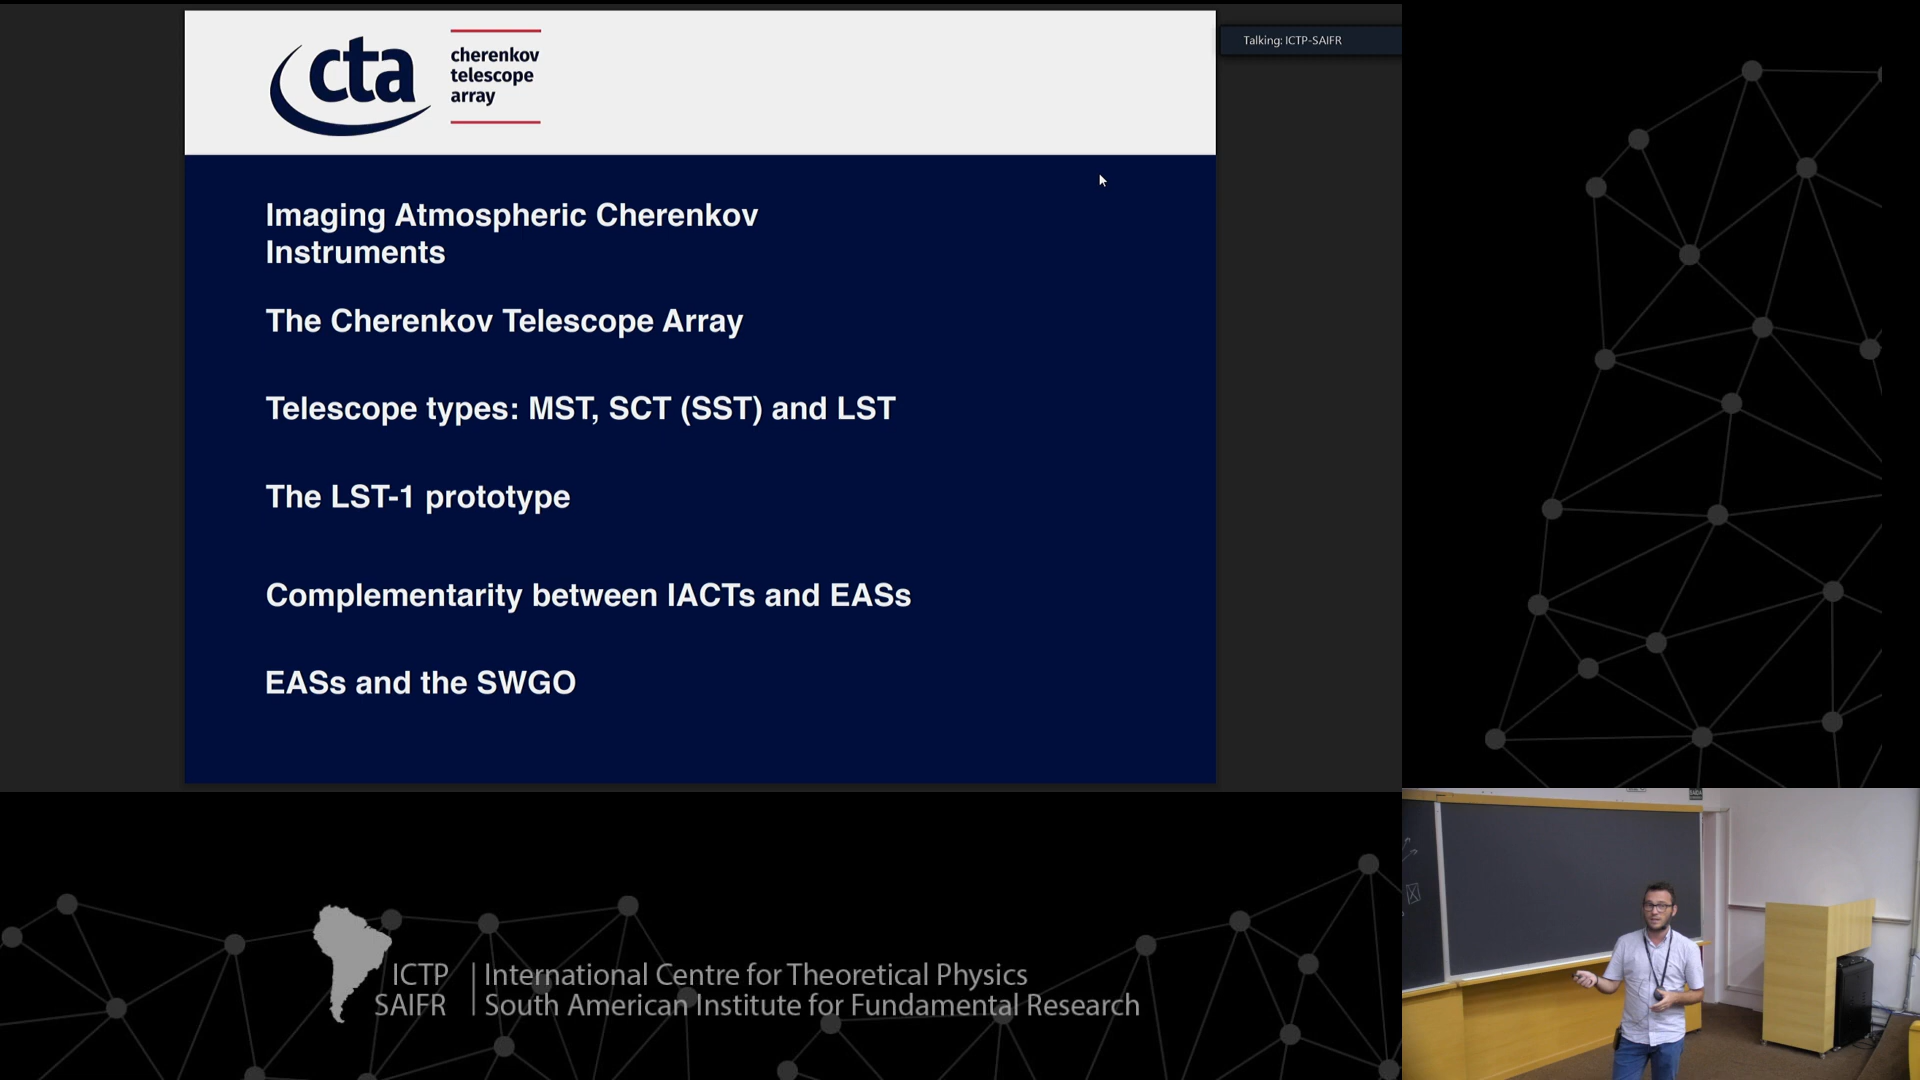 cta
cherenkov
telescope
array
Talking: ICTP-SAIFR
Imaging Atmospheric Cherenkov
Instruments
The Cherenkov Telescope Array
Telescope types: MST, SCT (SST) and LST
The LST-1 prototype
Complementarity between IACTs and EASs
EASs and the SWGO
ICTP
SAIFR
International Centre for Theoretical Physics
South American Institute for Fundamental Research